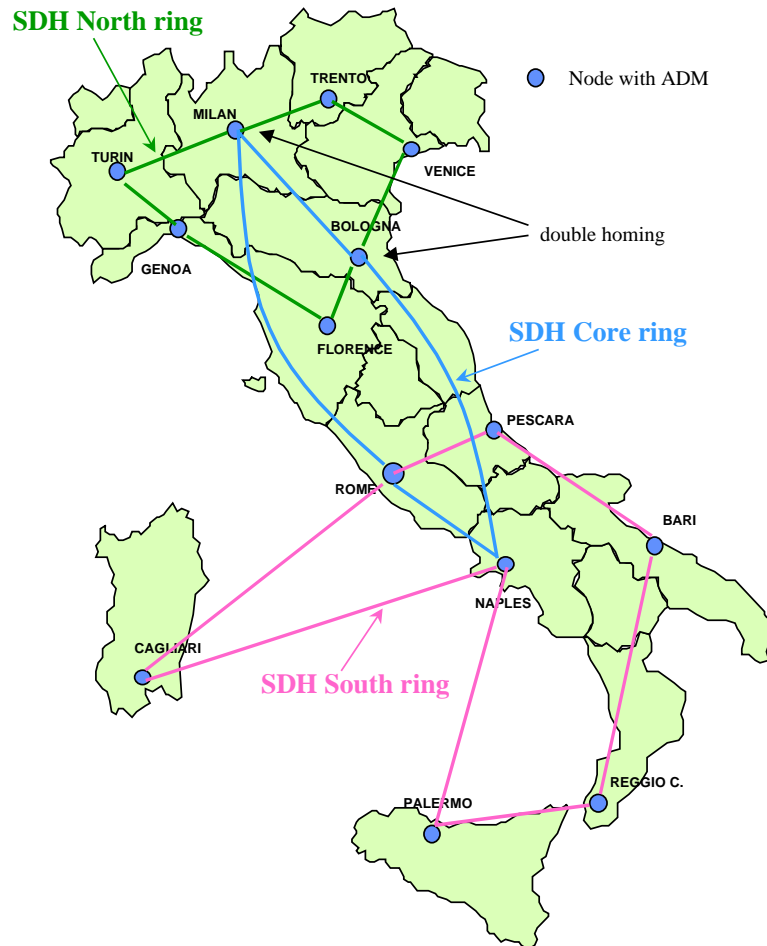 SDH North ring
TRENTO
Node with ADM
MILAN
TURIN
VENICE
BOLOGNA
double homing
GENOA
SDH Core ring
FLORENCE
PESCARA
ROME
BARI
NAPLES
CAGLIARI
SDH South ring
REGGIO C.
PALERMO